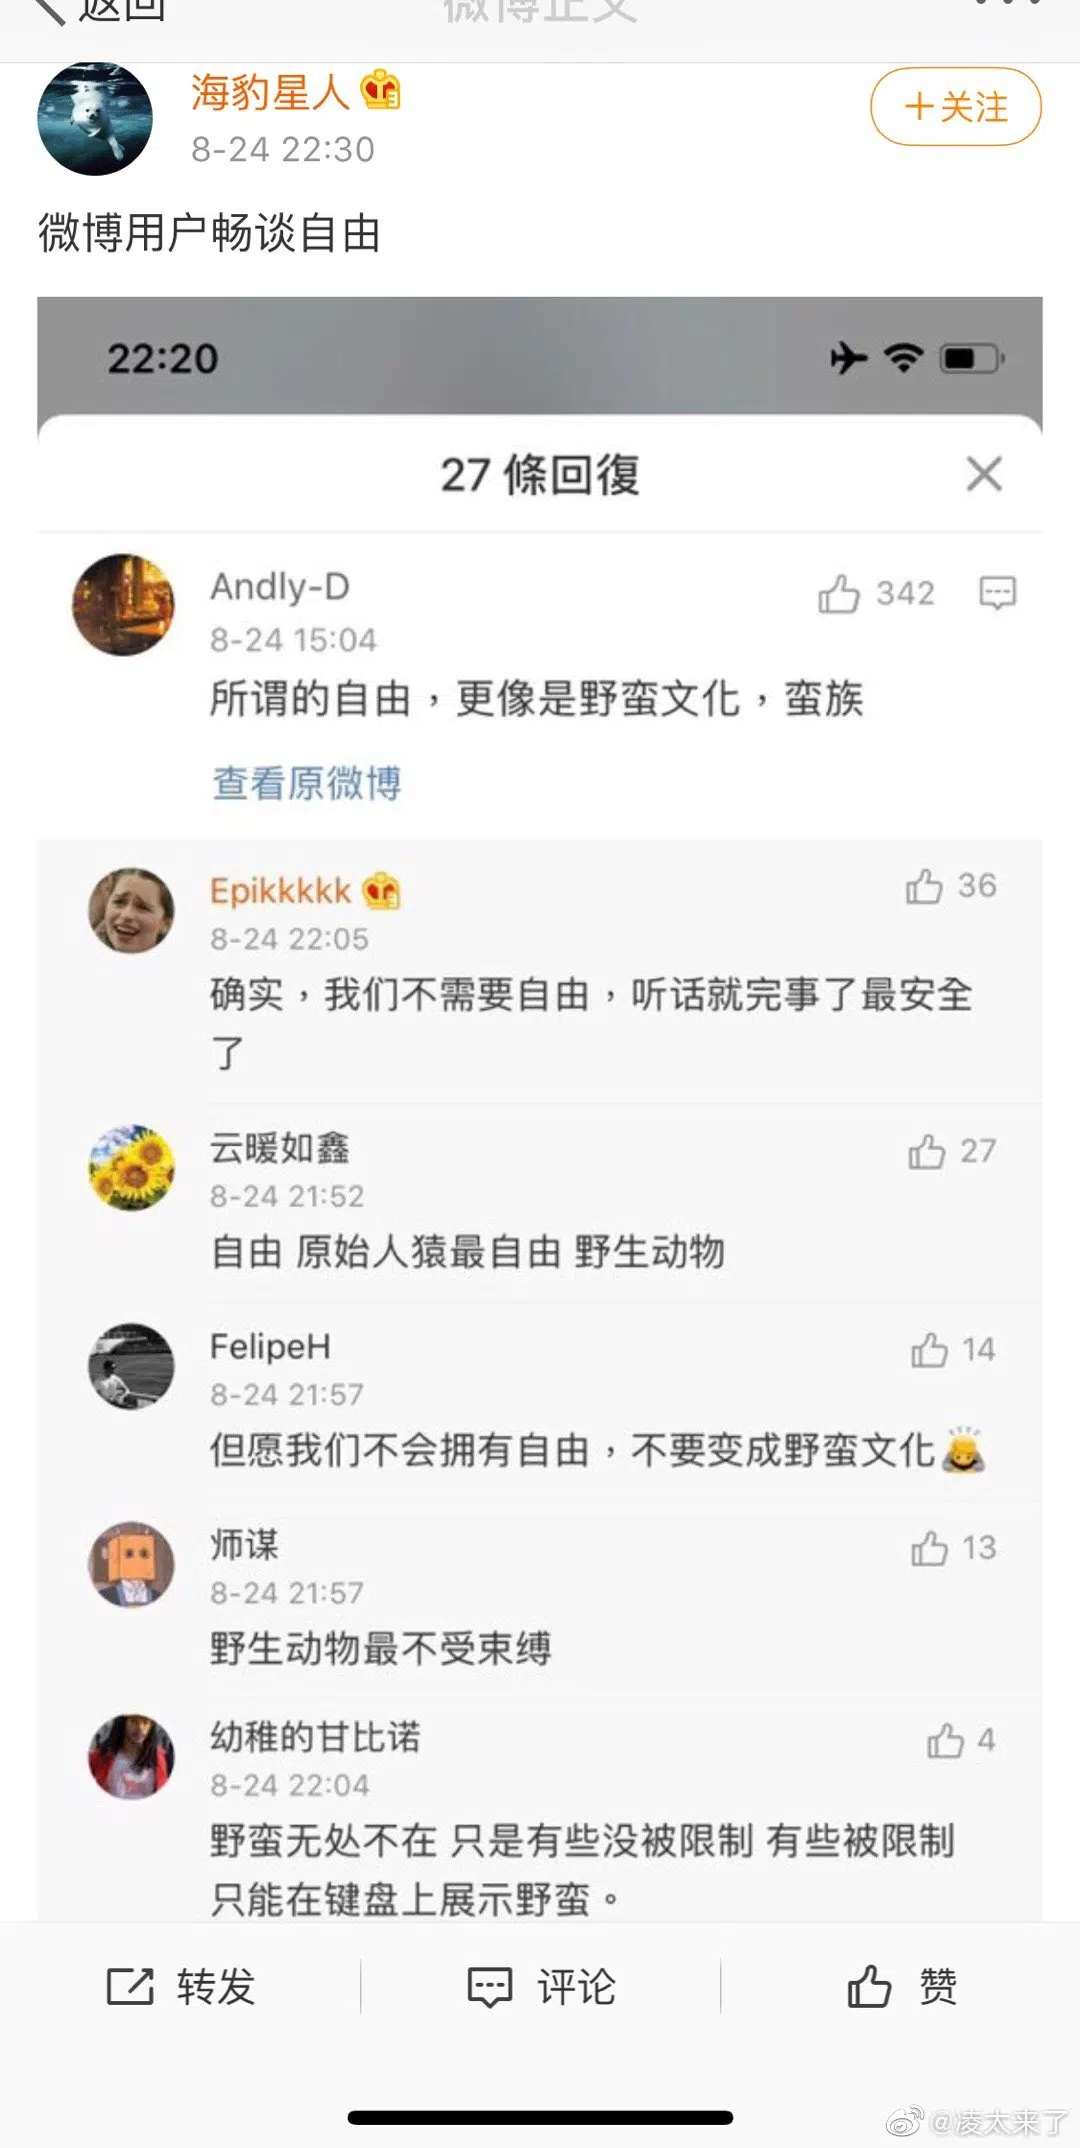 返回
微博正文
海豹星人
8-24 22:30
+关注
微博用户畅谈自由
22:20
27 條回復
Andly-D
342
8-24 15:04
所谓的自由，更像是野蛮文化，蛮族
查看原微博
Epikkkkk
36
8-24 22:05
确实，我们不需要自由，听话就完事了最安全
了
云暖如鑫
27
8-24 21:52
自由 原始人猿最自由 野生动物
FelipeH
14
8-24 21:57
但愿我们不会拥有自由，不要变成野蛮文化
师谋
13
8-24 21:57
野生动物最不受束缚
幼稚的甘比诺
4
8-24 22:04
野蛮无处不在 只是有些没被限制 有些被限制
只能在键盘上展示野蛮。
转发
评论
赞
@凌太来了